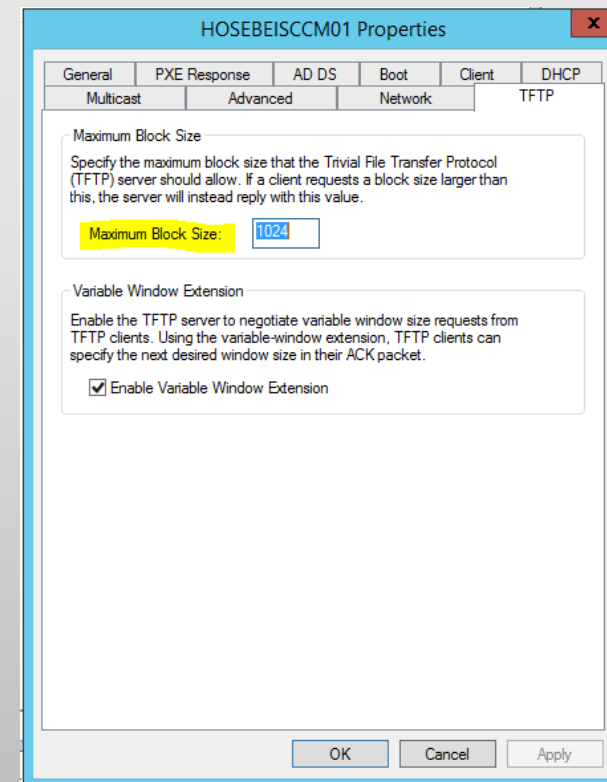 HOSEBEISCCM01 Properties
x
General PXE Response AD DS Boot Client DHCP
Multicast Advanced Network TFTP
Maximum Block Size
Specify the maximum block size that the Trivial File Transfer Protocol
(TFTP) server should allow. If a client requests a block size larger than
this, the server will instead reply with this value.
Maximum Block Size: 1024
Variable Window Extension
Enable the TFTP server to negotiate variable window size requests from
TFTP clients. Using the variable-window extension, TFTP clients can
specify the next desired window size in their ACK packet.
Enable Variable Window Extension
OK Cancel Apply